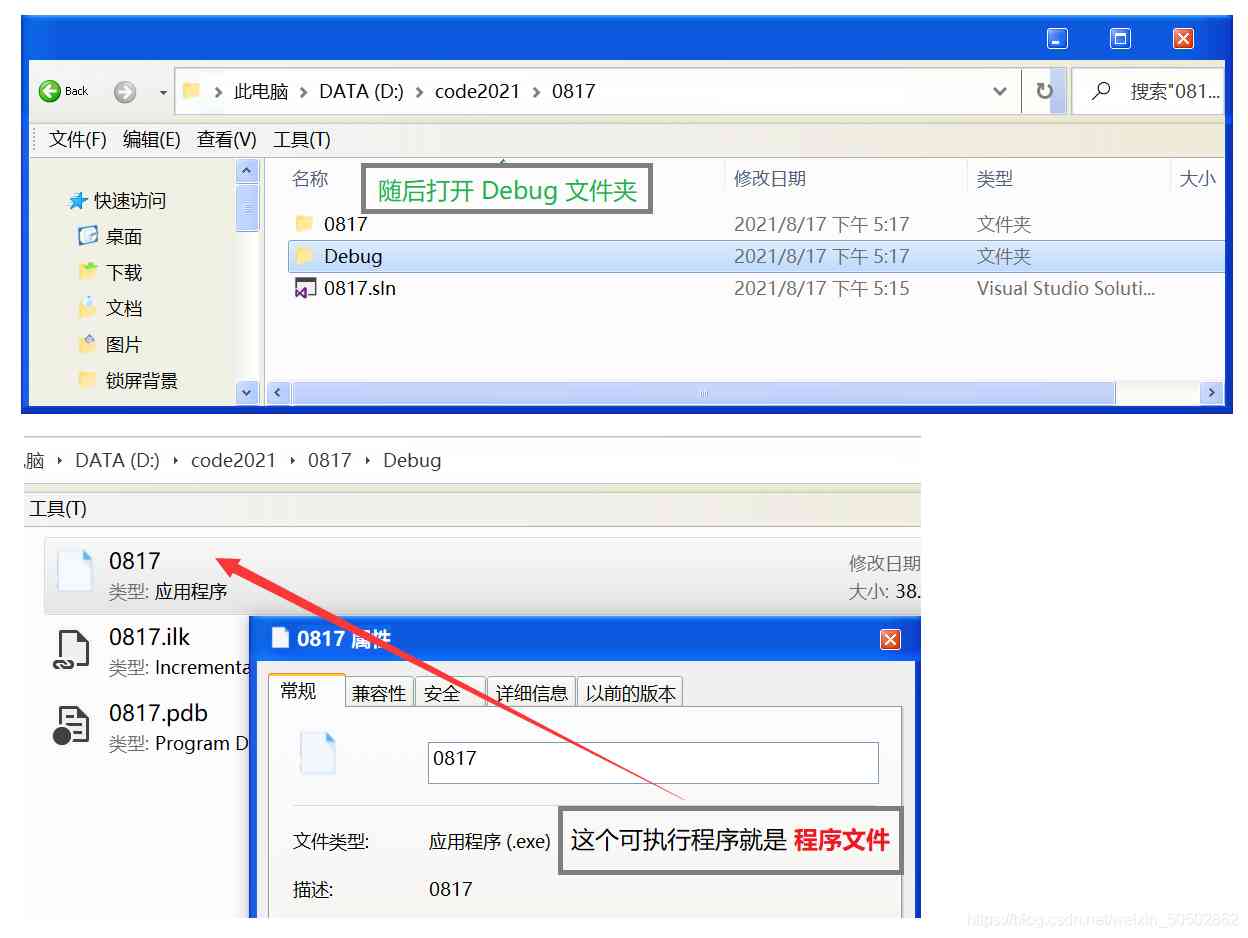 Back
此电脑 DATA (D:) code2021 0817
搜索"081...
文件(F) 编辑(E) 查看(V) 工具(T)
快速访问
桌面
下载
文档
图片
锁屏背景
名称 修改日期 类型 大小
随后打开 Debug 文件夹
0817 2021/8/17 下午 5:17 文件夹
Debug 2021/8/17 下午 5:17 文件夹
0817.sln 2021/8/17 下午 5:15 Visual Studio Soluti...
脑 DATA (D:) code2021 0817 Debug
工具(T)
0817 修改日期
类型: 应用程序 大小: 38.
0817.ilk
类型: Incrementa
0817.pdb
类型: Program D
0817 属性
常规 兼容性 安全 详细信息 以前的版本
0817
文件类型: 应用程序 (.exe)
这个可执行程序就是 程序文件
描述: 0817
https://blog.csdn.net/weixin_50502862